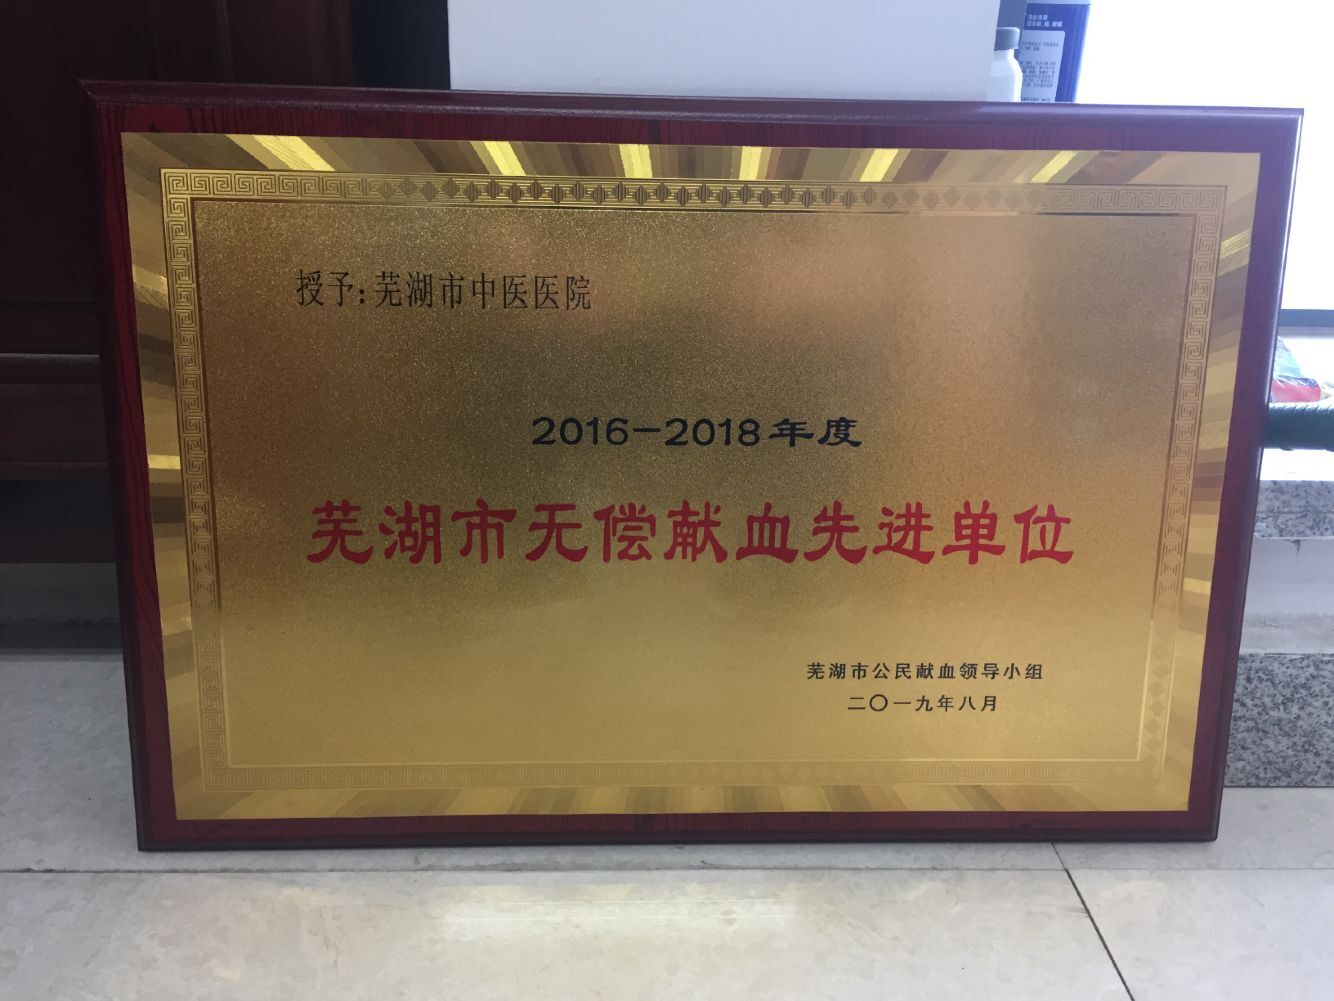 授予:芜湖市中医医院
2016-2018年度
芜湖市无偿献血先进单位
芜湖市公民献血领导小组
二〇一九年八月